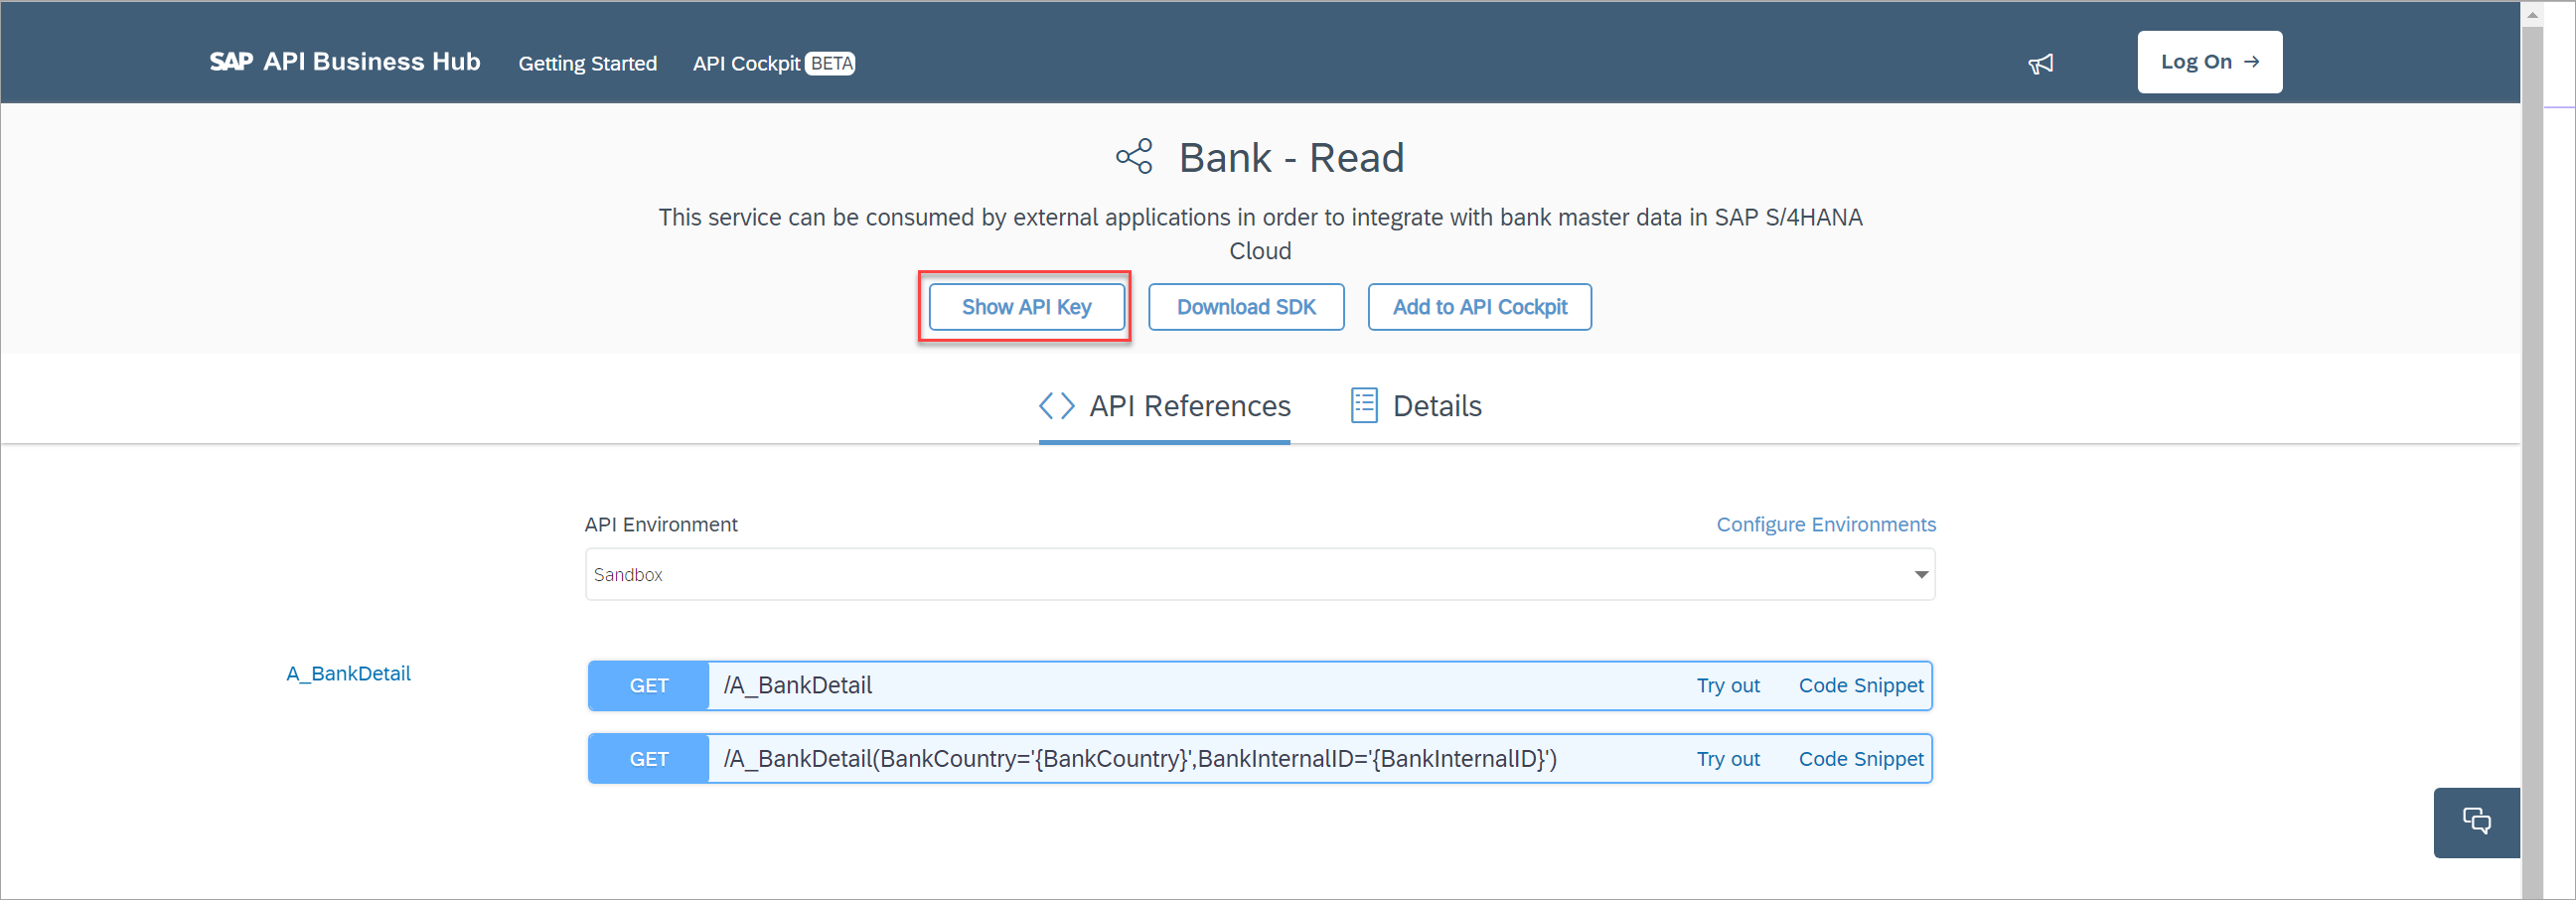 SAP API Business Hub Getting Started API Cockpit BETA Log On →
Bank - Read
This service can be consumed by external applications in order to integrate with bank master data in SAP S/4HANA
Cloud
Show API Key Download SDK Add to API Cockpit
API References Details
API Environment Configure Environments
Sandbox
A_BankDetail
GET /A_BankDetail Try out Code Snippet
GET /A_BankDetail(BankCountry='{BankCountry}',BankInternalID='{BankInternalID}') Try out Code Snippet